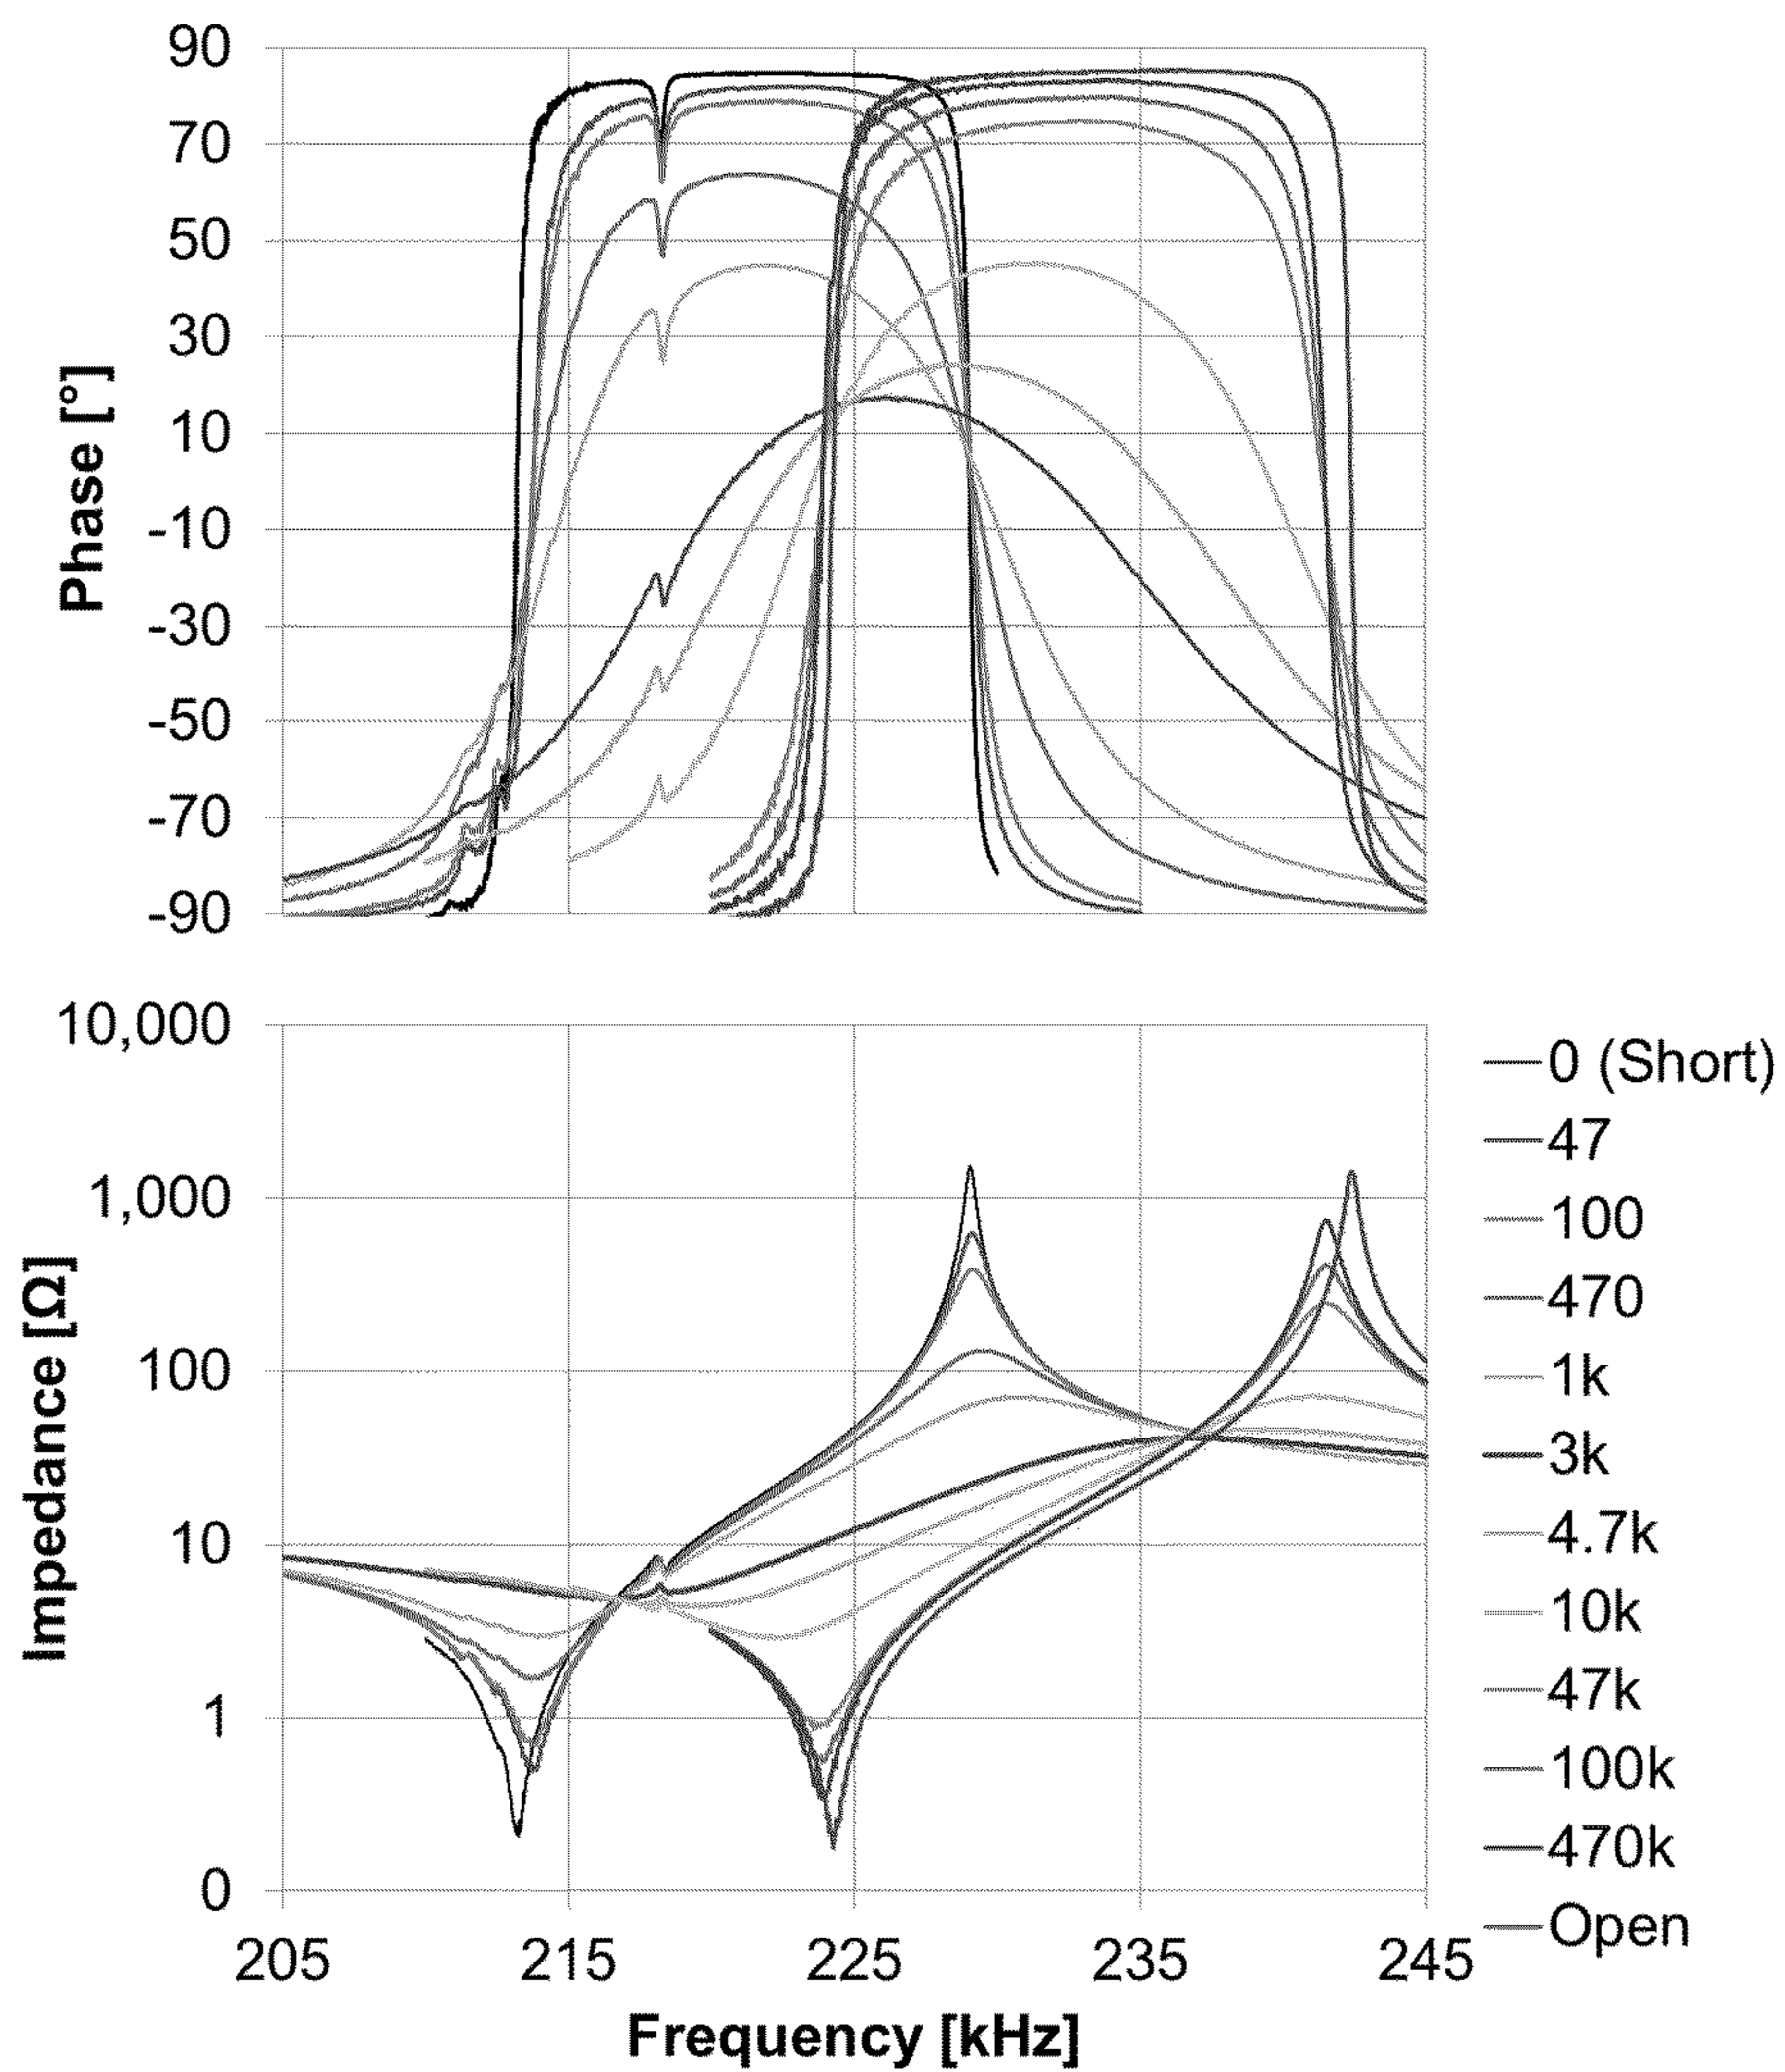 90
70
50
30
10
-10
-30
-50
-70
-90
Phase [°]
10,000
1,000
100
10
1
0
Impedance [Ω]
205 215 225 235 245
Frequency [kHz]
0 (Short)
47
100
470
1k
3k
4.7k
10k
47k
100k
470k
Open